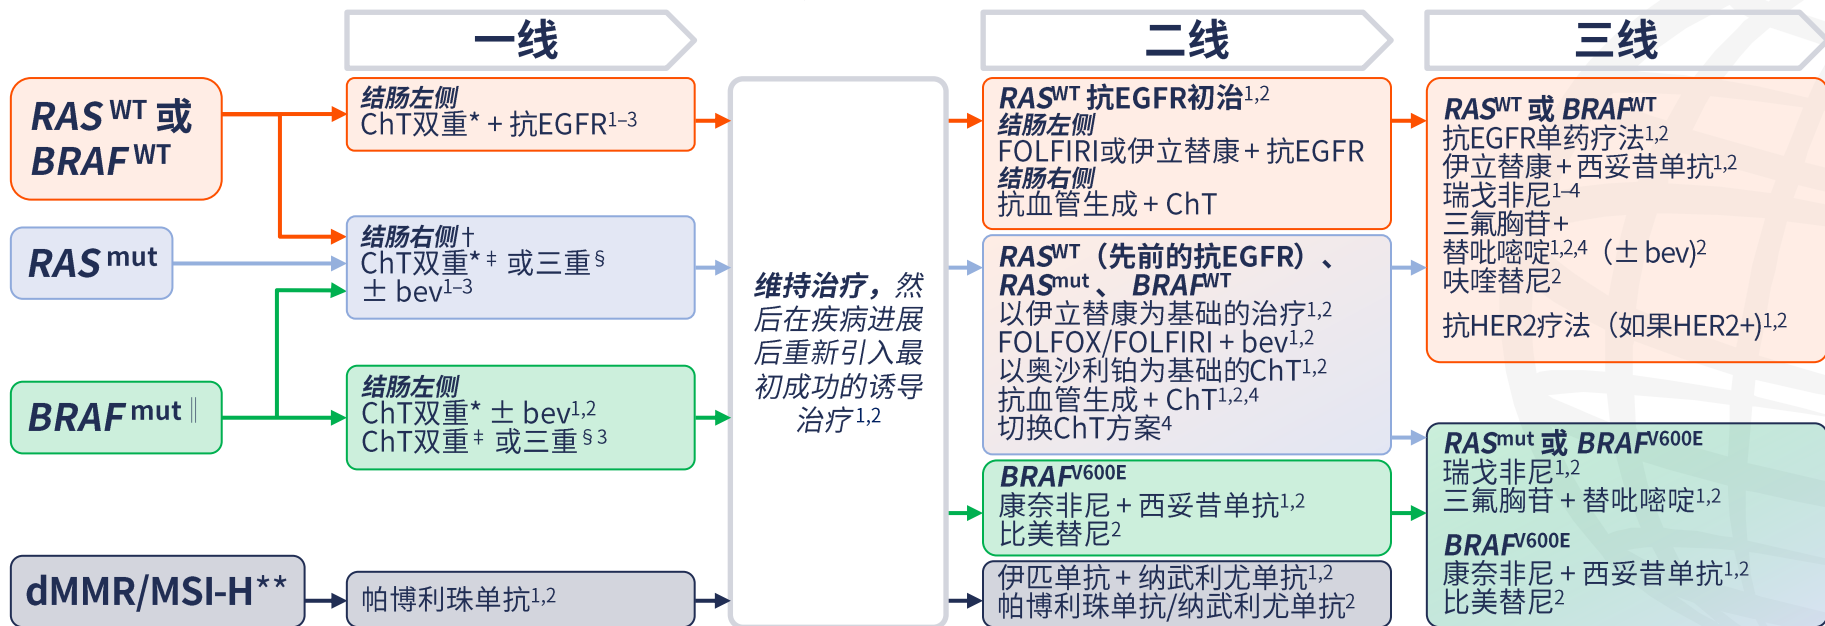 一线
二线
三线
RAS WT 或
BRAF WT
RAS mut
BRAF mut ‖
dMMR/MSI-H**
结肠左侧
ChT双重* + 抗EGFR1–3
结肠右侧†
ChT双重*‡ 或三重§
± bev1–3
结肠左侧
ChT双重* ± bev1,2
ChT双重‡ 或三重§ 3
帕博利珠单抗1,2
维持治疗，然
后在疾病进展
后重新引入最
初成功的诱导
治疗1,2
RASWT 抗EGFR初治1,2
结肠左侧
FOLFIRI或伊立替康 + 抗EGFR
结肠右侧
抗血管生成 + ChT
RASWT（先前的抗EGFR）、
RASmut、 BRAFWT
以伊立替康为基础的治疗1,2
FOLFOX/FOLFIRI + bev1,2
以奥沙利铂为基础的ChT1,2
抗血管生成 + ChT1,2,4
切换ChT方案4
BRAFV600E
康奈非尼 + 西妥昔单抗1,2
比美替尼2
伊匹单抗 + 纳武利尤单抗1,2
帕博利珠单抗/纳武利尤单抗2
RASWT 或 BRAFWT
抗EGFR单药疗法1,2
伊立替康 + 西妥昔单抗1,2
瑞戈非尼1–4
三氟胸苷 +
替吡嘧啶1,2,4（± bev)2
呋喹替尼2
抗HER2疗法（如果HER2+)1,2
RASmut 或 BRAFV600E
瑞戈非尼1,2
三氟胸苷 + 替吡嘧啶1,2
BRAFV600E
康奈非尼 + 西妥昔单抗1,2
比美替尼2